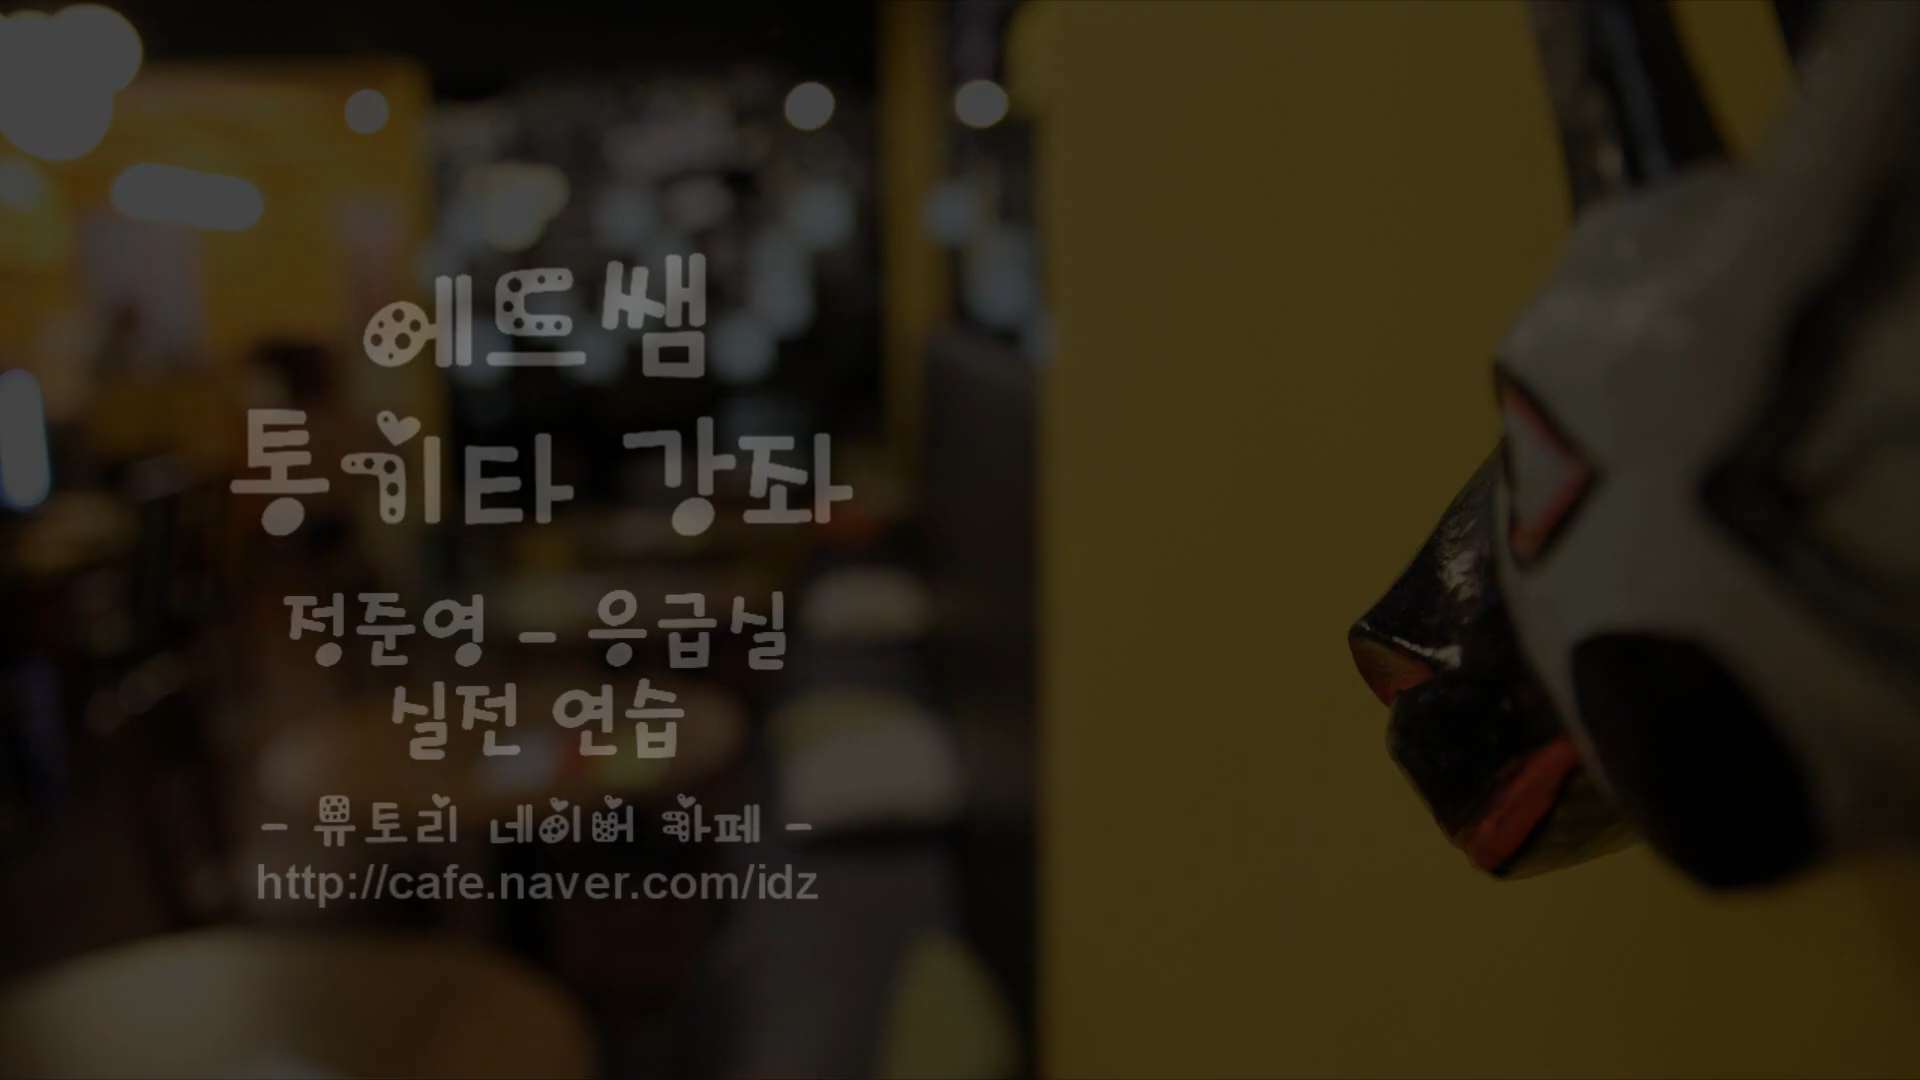 에드쌤
통기타 강좌
정준영 - 응급실
실전 연습
- 뮤토리 네이버 카페 -
http://cafe.naver.com/idz